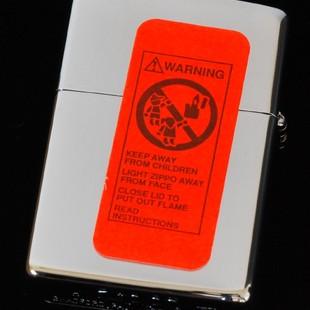 WARNING
KEEP AWAY
FROM CHILDREN
LIGHT ZIPPO AWAY
FROM FACE
CLOSE LID TO
PUT OUT FLAME
READ
INSTRUCTIONS